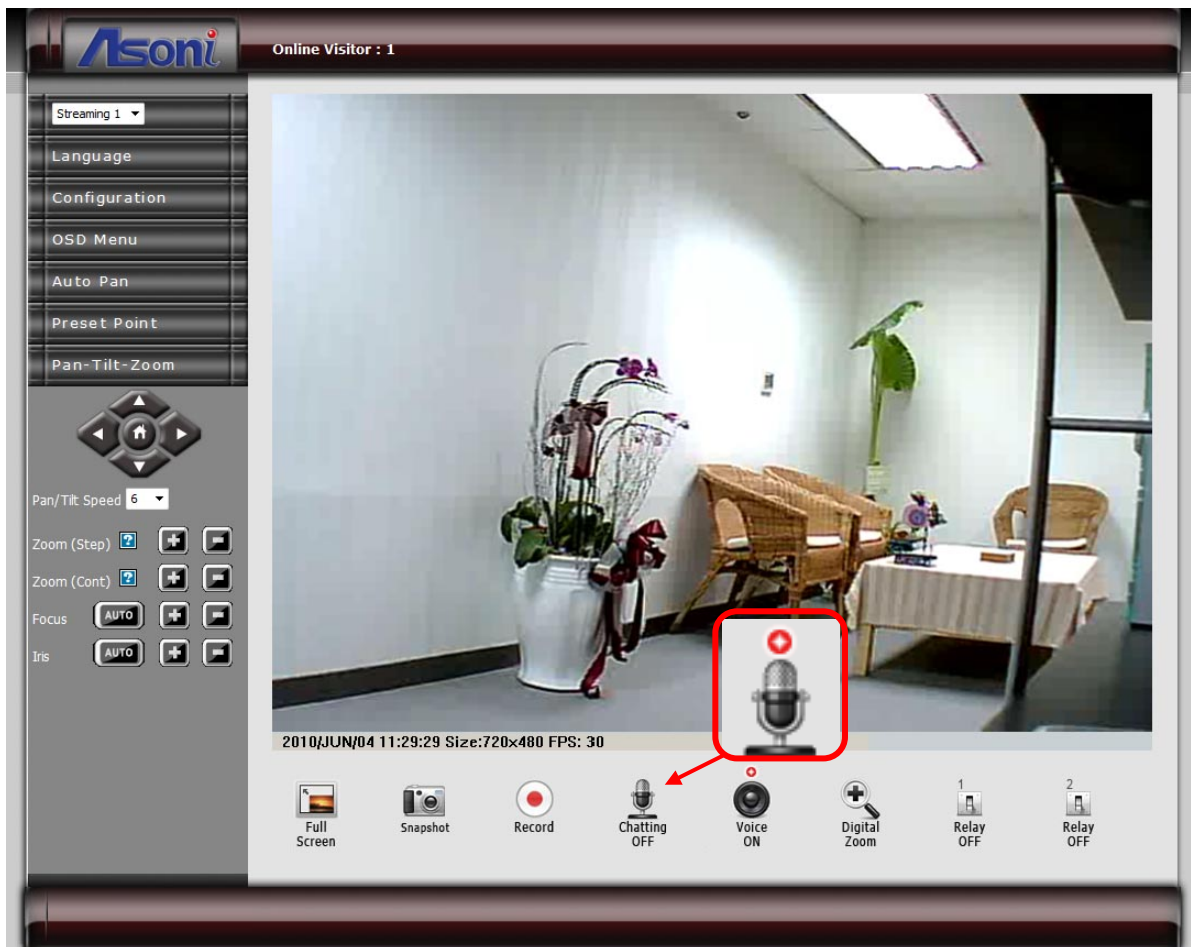 Asoni
Online Visitor : 1
Streaming 1
Language
Configuration
OSD Menu
Auto Pan
Preset Point
Pan-Tilt-Zoom
Pan/Tilt Speed 6
Zoom (Step) ?
Zoom (Cont) ?
Focus AUTO
Iris AUTO
2010/JUN/04 11:29:29 Size:720x480 FPS: 30
Full
Screen
Snapshot
Record
Chatting
OFF
Voice
ON
Digital
Zoom
1
Relay
OFF
2
Relay
OFF